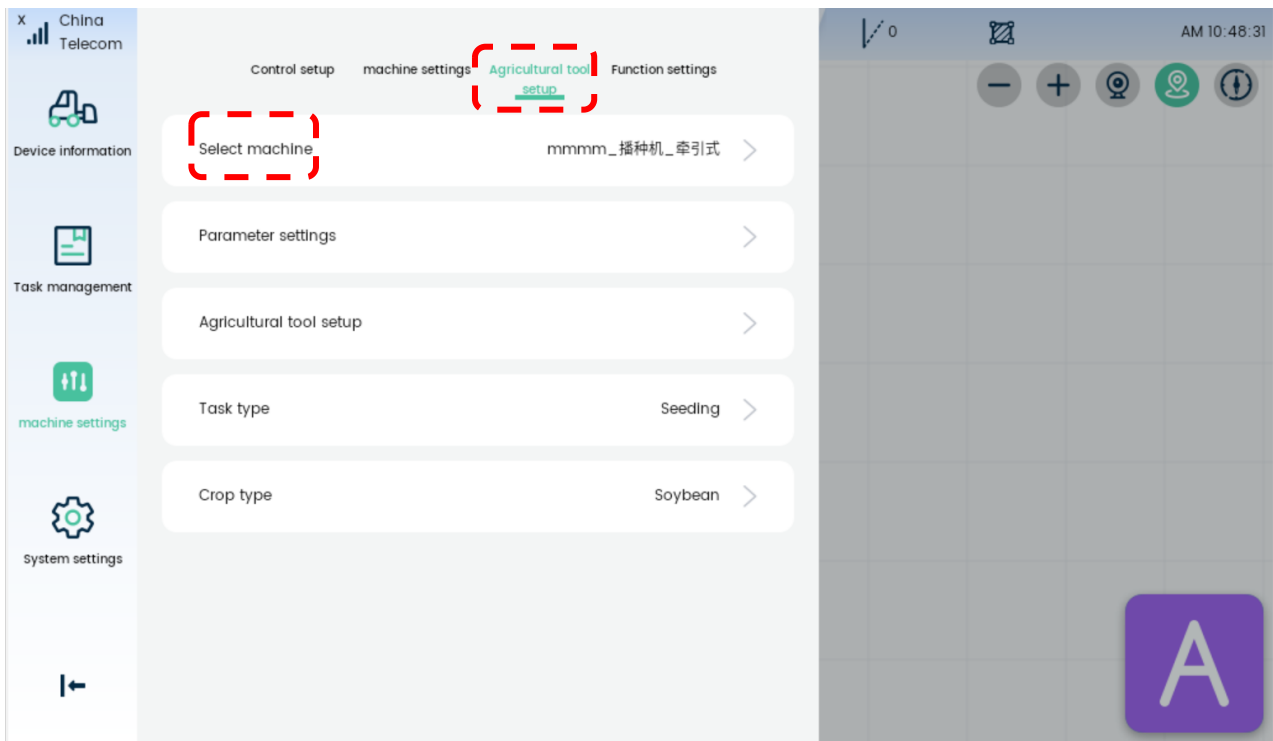 x China
Telecom
0
AM 10:48:31
Control setup
machine settings
Agricultural tool
setup
Function settings
Device information
Task management
machine settings
System settings
Select machine
mmmm_播种机_牵引式
Parameter settings
Agricultural tool setup
Task type
Seeding
Crop type
Soybean
A